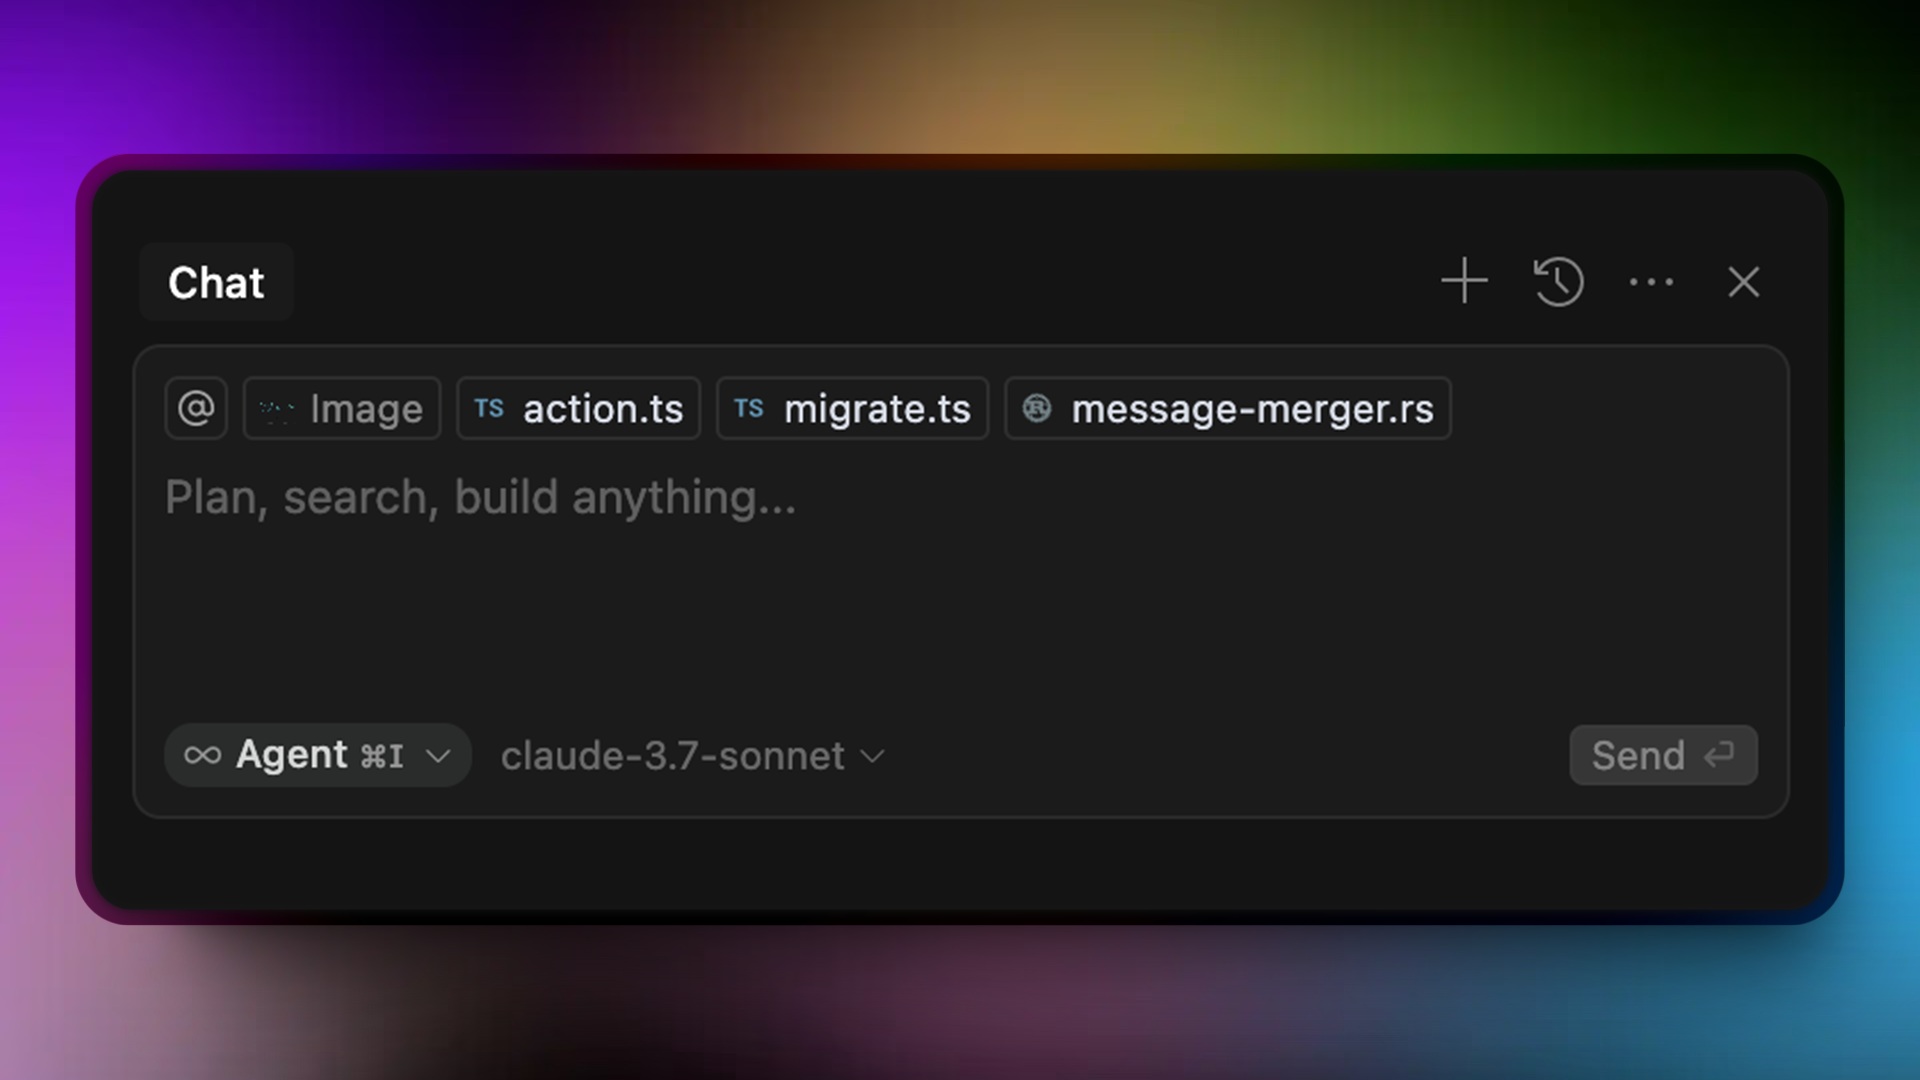 Chat
@ Image TS action.ts TS migrate.ts R message-merger.rs
Plan, search, build anything...
∞ Agent ⌘I claude-3.7-sonnet Send ⏎